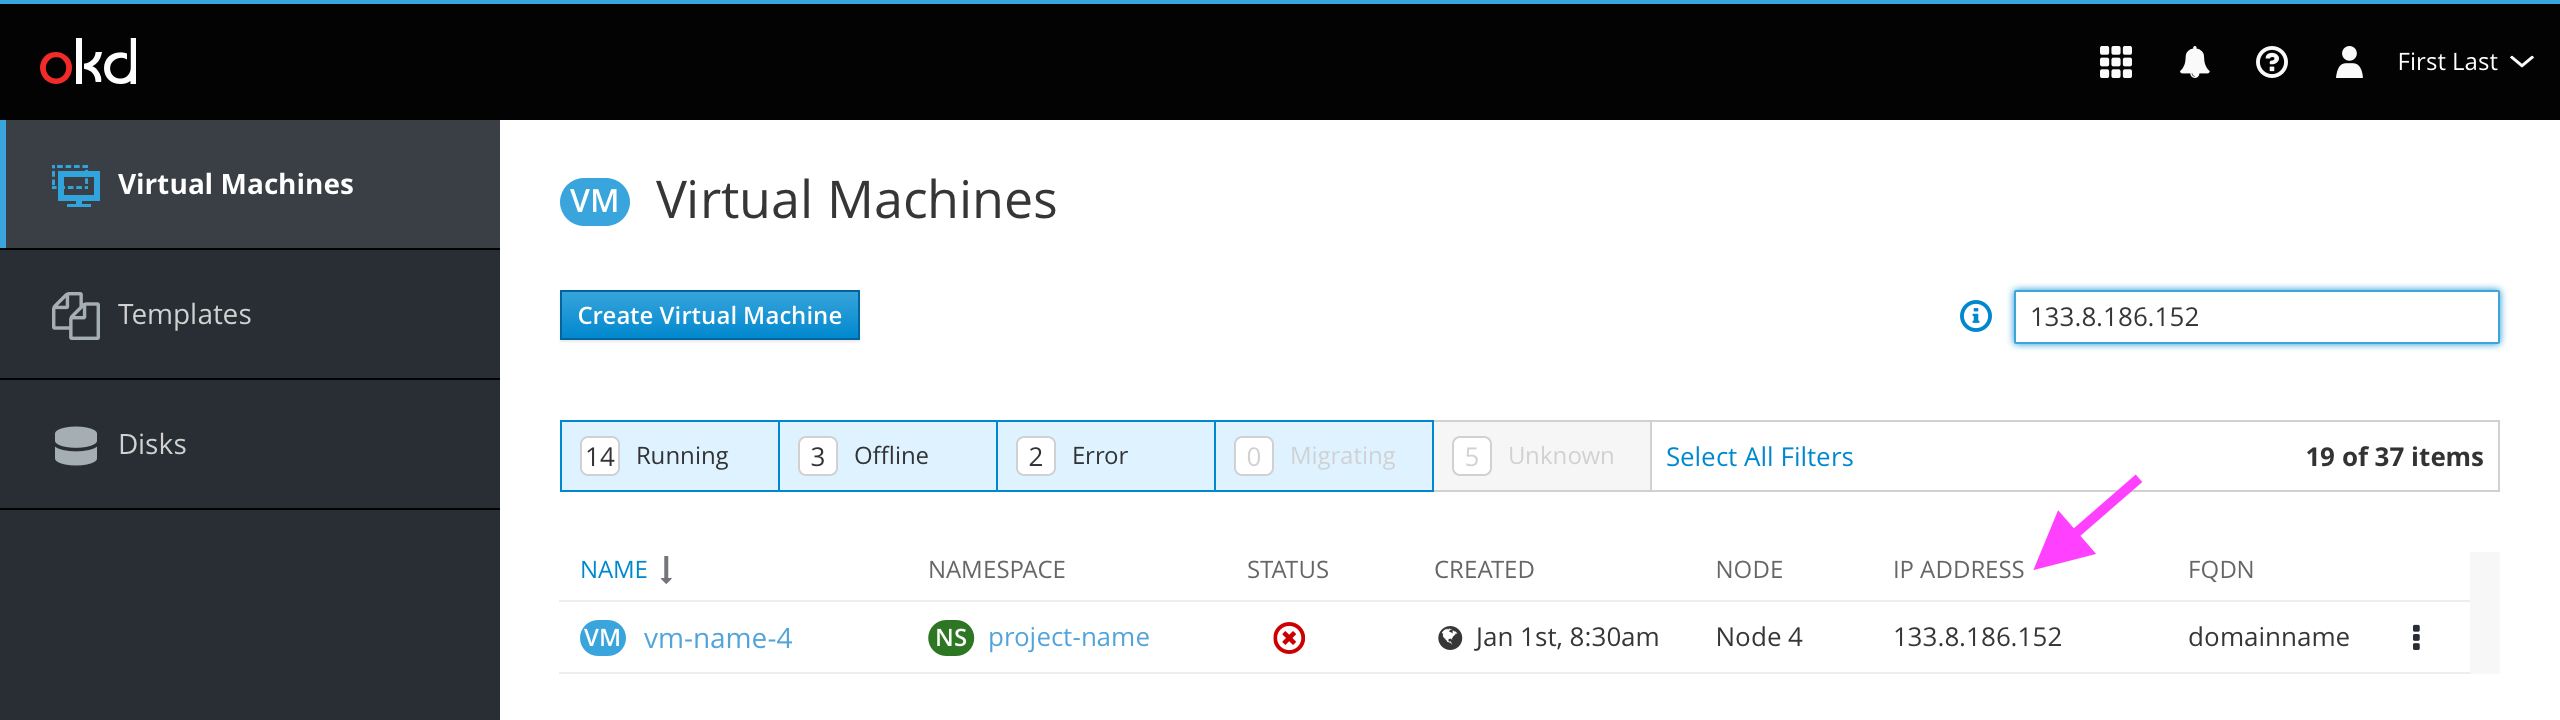 okd
First Last
Virtual Machines
Templates
Disks
VM Virtual Machines
Create Virtual Machine
133.8.186.152
14 Running 3 Offline 2 Error 0 Migrating 5 Unknown Select All Filters 19 of 37 items
NAME NAMESPACE STATUS CREATED NODE IP ADDRESS FQDN
VM vm-name-4 NS project-name Jan 1st, 8:30am Node 4 133.8.186.152 domainname